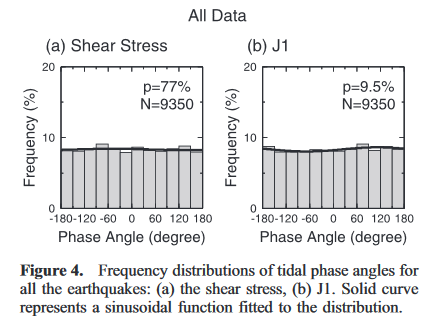 All Data
(a) Shear Stress
(b) J1
20
p=77%
N=9350
10
0
Frequency (%)
-180-120 -60 0 60 120 180
Phase Angle (degree)
20
p=9.5%
N=9350
10
0
Frequency (%)
-180-120 -60 0 60 120 180
Phase Angle (degree)
Figure 4. Frequency distributions of tidal phase angles for
all the earthquakes: (a) the shear stress, (b) J1. Solid curve
represents a sinusoidal function fitted to the distribution.